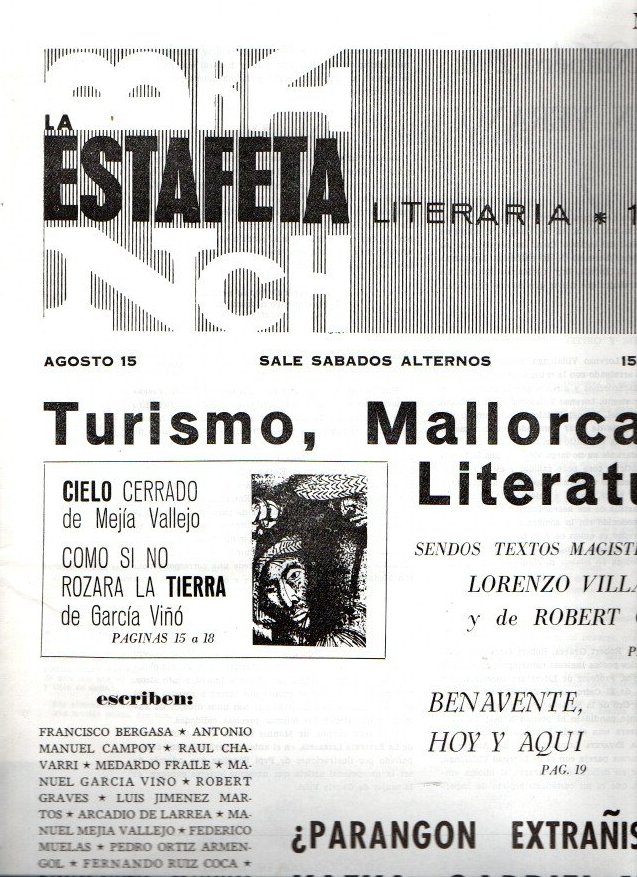 LA
ESTAFETA
LITERARIA * 1
AGOSTO 15 SALE SABADOS ALTERNOS 15
Turismo, Mallorca
Literatu
CIELO CERRADO
de Mejía Vallejo
COMO SI NO
ROZARA LA TIERRA
de García Viñó
PAGINAS 15 a 18
SENDOS TEXTOS MAGIST
LORENZO VILLA
y de ROBERT G
P
BENAVENTE,
HOY Y AQUI
PAG. 19
escriben:
FRANCISCO BERGASA ★ ANTONIO
MANUEL CAMPOY ★ RAUL CHA-
VARRI ★ MEDARDO FRAILE ★ MA-
NUEL GARCIA VIÑO ★ ROBERT
GRAVES ★ LUIS JIMENEZ MAR-
TOS ★ ARCADIO DE LARREA ★ MA-
NUEL MEJIA VALLEJO ★ FEDERICO
MUELAS ★ PEDRO ORTIZ ARMEN-
GOL ★ FERNANDO RUIZ COCA ★
¿PARANGON EXTRAÑIS